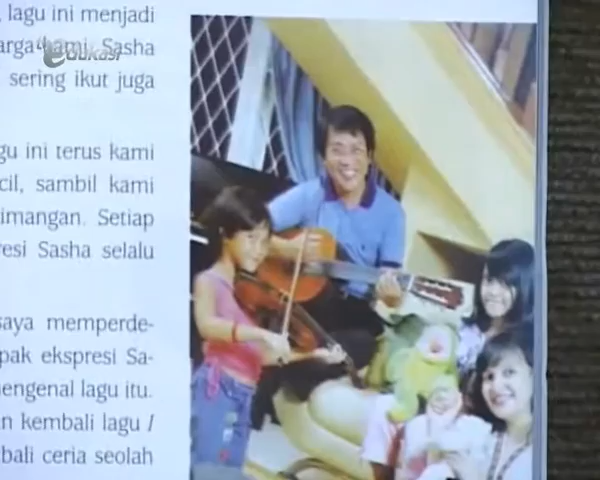 , lagu ini menjadi
arga kami. Sasha
sering ikut juga
gu ini terus kami
cil, sambil kami
imangan. Setiap
resi Sasha selalu
saya memperde-
pak ekspresi Sa-
nengenal lagu itu.
n kembali lagu I
bali ceria seolah
edukasi